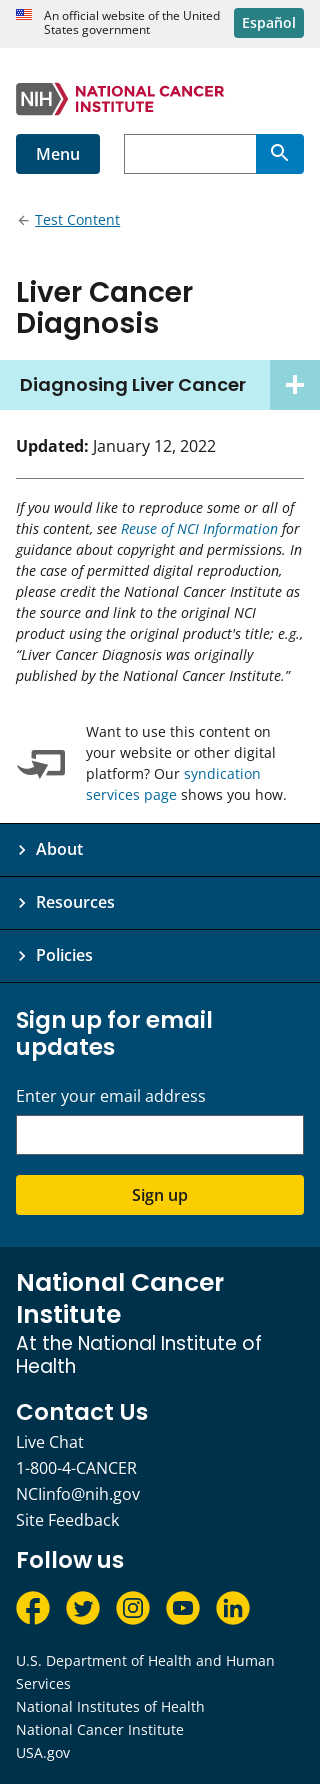 An official website of the United
States government
Español
NIH
NATIONAL CANCER
INSTITUTE
Menu
← Test Content
Liver Cancer
Diagnosis
Diagnosing Liver Cancer
Updated: January 12, 2022
If you would like to reproduce some or all of
this content, see Reuse of NCI Information for
guidance about copyright and permissions. In
the case of permitted digital reproduction,
please credit the National Cancer Institute as
the source and link to the original NCI
product using the original product's title; e.g.,
“Liver Cancer Diagnosis was originally
published by the National Cancer Institute.”
Want to use this content on
your website or other digital
platform? Our syndication
services page shows you how.
About
Resources
Policies
Sign up for email
updates
Enter your email address
Sign up
National Cancer
Institute
At the National Institute of
Health
Contact Us
Live Chat
1-800-4-CANCER
NCIinfo@nih.gov
Site Feedback
Follow us
U.S. Department of Health and Human
Services
National Institutes of Health
National Cancer Institute
USA.gov